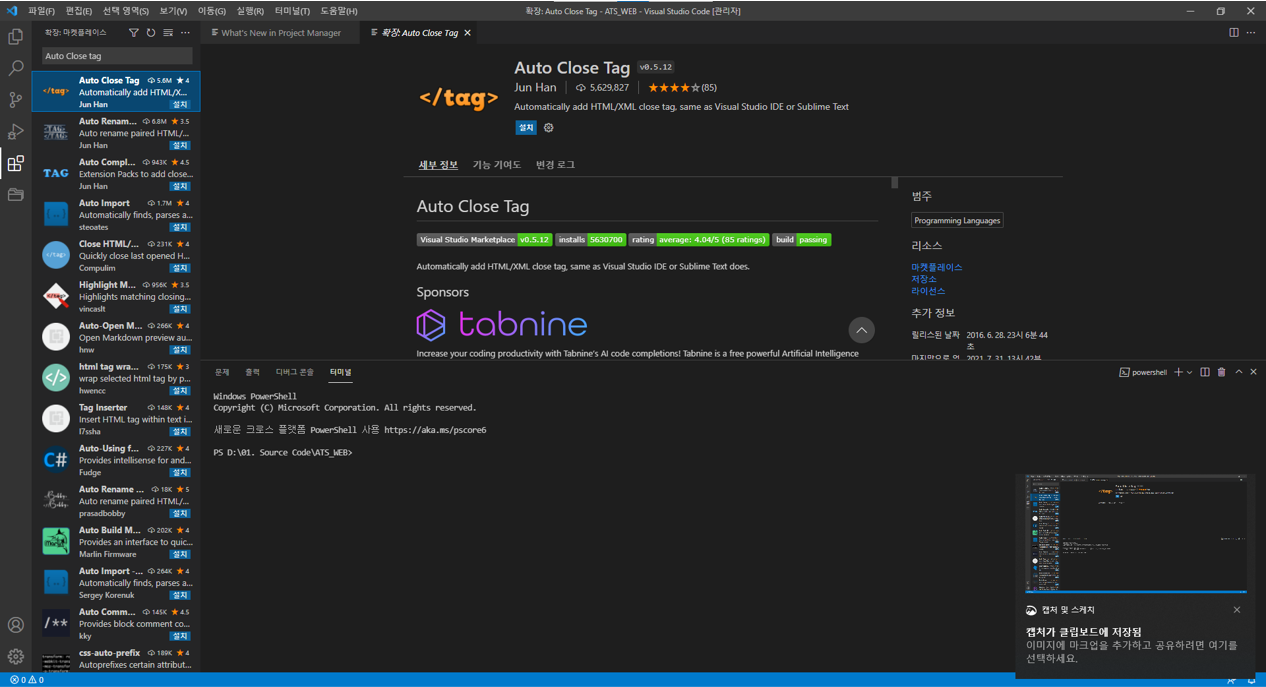 파일(F) 편집(E) 선택 영역(S) 보기(V) 이동(G) 실행(R) 터미널(T) 도움말(H)
확장: Auto Close Tag - ATS_WEB - Visual Studio Code [관리자]
확장: 마켓플레이스
Auto Close tag
Auto Close Tag 5.6M ★ 4
Automatically add HTML/X...
Jun Han 설치
Auto Renam... 6.8M ★ 3.5
Auto rename paired HTML/...
Jun Han 설치
TAG
Auto Compl... 943K ★ 4.5
Extension Packs to add close...
Jun Han 설치
Auto Import 1.7M ★ 4
Automatically finds, parses a...
steoates 설치
Close HTML/... 231K ★ 4
Quickly close last opened H...
Compulim 설치
Highlight M... 956K ★ 3.5
Highlights matching closing...
vincaslt 설치
Auto-Open M... 266K ★ 4
Open Markdown preview au...
hnw 설치
html tag wra... 175K ★ 3
wrap selected html tag by p...
hwencc 설치
Tag Inserter 148K ★ 4
Insert HTML tag within text i...
l7ssha 설치
C#
Auto-Using f... 227K ★ 4
Provides intellisense for and...
Fudge 설치
Auto Rename ... 18K ★ 5
Auto rename paired HTML/...
prasadbobby 설치
Auto Build M... 202K ★ 4
Provides an interface to quic...
Marlin Firmware 설치
Auto Import -... 264K ★ 4
Automatically finds, parses a...
Sergey Korenuk 설치
/**
Auto Comm... 145K ★ 4.5
Provides block comment co...
kky 설치
css-auto-prefix 189K ★ 4
Autoprefixes certain attribut...
What's New in Project Manager
확장: Auto Close Tag
</tag>
Auto Close Tag v0.5.12
Jun Han 5,629,827 ★★★★☆(85)
Automatically add HTML/XML close tag, same as Visual Studio IDE or Sublime Text
설치
세부 정보 기능 기여도 변경 로그
Auto Close Tag
Visual Studio Marketplace v0.5.12 installs 5630700 rating average: 4.04/5 (85 ratings) build passing
Automatically add HTML/XML close tag, same as Visual Studio IDE or Sublime Text does.
Sponsors
tabnine
Increase your coding productivity with Tabnine's AI code completions! Tabnine is a free powerful Artificial Intelligence
범주
Programming Languages
리소스
마켓플레이스
저장소
라이선스
추가 정보
릴리스된 날짜 2016. 6. 28. 23시 6분 44
초
마지막으로 업 2021. 7. 31. 13시 42분
문제 출력 디버그 콘솔 터미널
powershell
Windows PowerShell
Copyright (C) Microsoft Corporation. All rights reserved.
새로운 크로스 플랫폼 PowerShell 사용 https://aka.ms/pscore6
PS D:\01. Source Code\ATS_WEB>
캡처 및 스케치
캡처가 클립보드에 저장됨
이미지에 마크업을 추가하고 공유하려면 여기를
선택하세요.
0 0